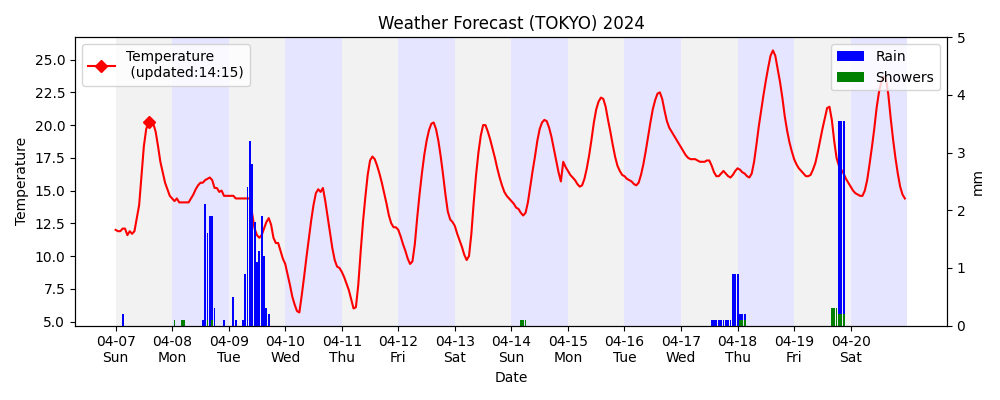 Weather Forecast (TOKYO) 2024
Temperature
(updated:14:15)
Rain
Showers
Temperature
25.0
22.5
20.0
17.5
15.0
12.5
10.0
7.5
5.0
5
4
3
2
1
0
mm
04-07 04-08 04-09 04-10 04-11 04-12 04-13 04-14 04-15 04-16 04-17 04-18 04-19 04-20
Sun Mon Tue Wed Thu Fri Sat Sun Mon Tue Wed Thu Fri Sat
Date